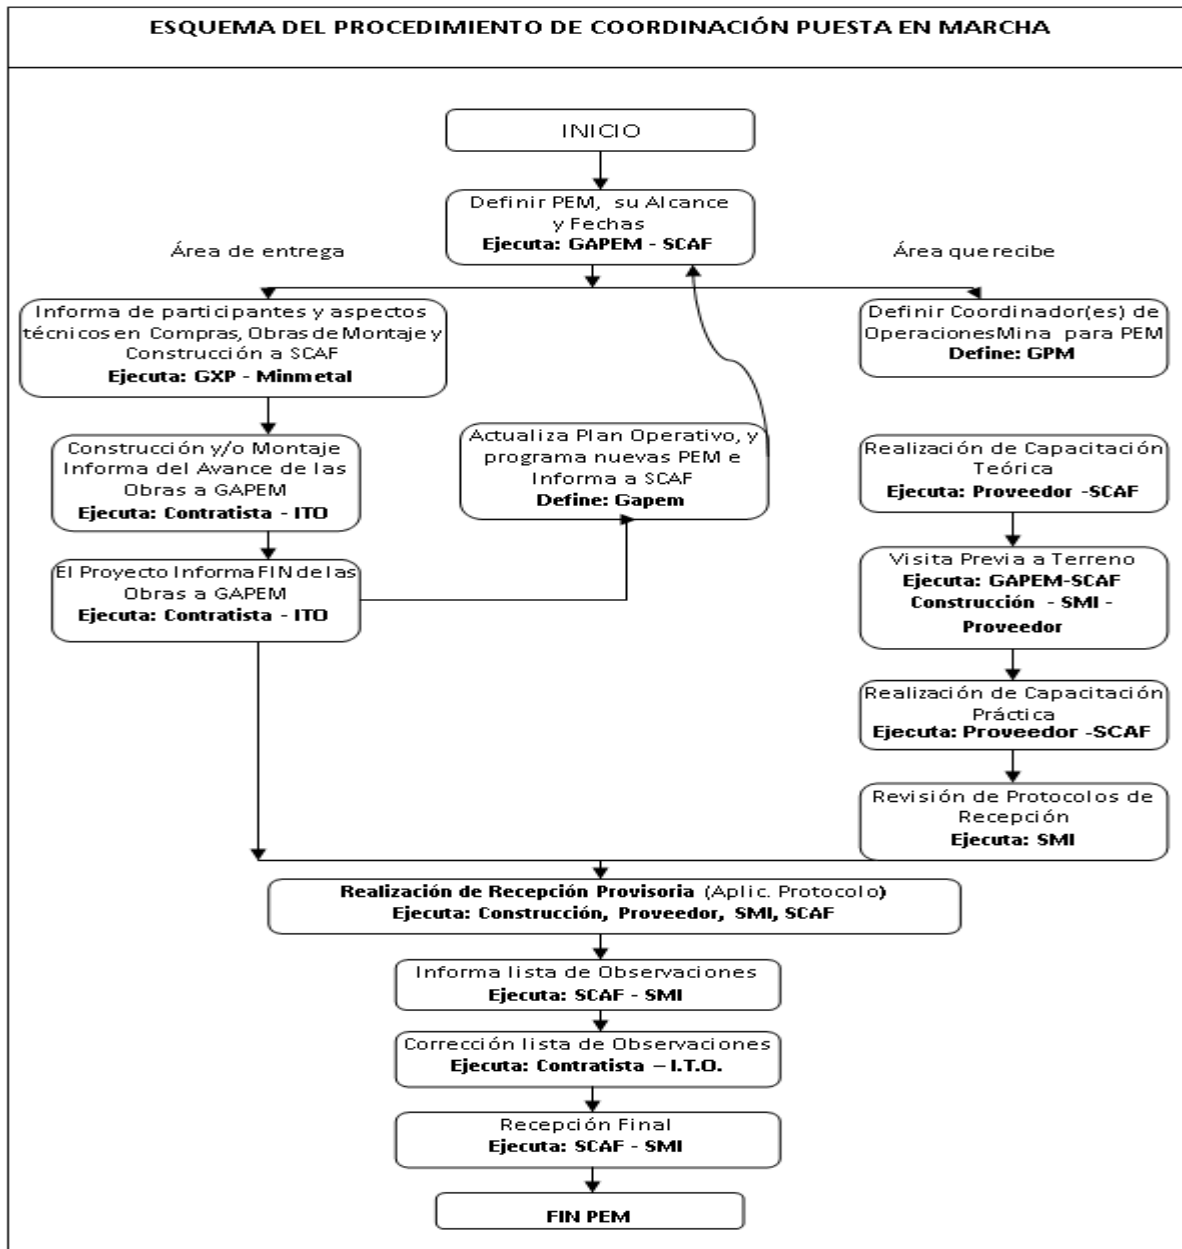 ESQUEMA DEL PROCEDIMIENTO DE COORDINACIÓN PUESTA EN MARCHA
INICIO
Definir PEM, su Alcance
y Fechas
Ejecuta: GAPEM - SCAF
Área de entrega
Área que recibe
Informa de participantes y aspectos
técnicos en Compras, Obras de Montaje y
Construcción a SCAF
Ejecuta: GXP - Minmetal
Definir Coordinador(es) de
Operaciones Mina para PEM
Define: GPM
Construcción y/o Montaje
Informa del Avance de las
Obras a GAPEM
Ejecuta: Contratista - ITO
Actualiza Plan Operativo, y
programa nuevas PEM e
Informa a SCAF
Define: Gapem
Realización de Capacitación
Teórica
Ejecuta: Proveedor -SCAF
El Proyecto Informa FIN de las
Obras a GAPEM
Ejecuta: Contratista - ITO
Visita Previa a Terreno
Ejecuta: GAPEM-SCAF
Construcción - SMI -
Proveedor
Realización de Capacitación
Práctica
Ejecuta: Proveedor -SCAF
Revisión de Protocolos de
Recepción
Ejecuta: SMI
Realización de Recepción Provisoria (Aplic. Protocolo)
Ejecuta: Construcción, Proveedor, SMI, SCAF
Informa lista de Observaciones
Ejecuta: SCAF - SMI
Corrección lista de Observaciones
Ejecuta: Contratista – I.T.O.
Recepción Final
Ejecuta: SCAF - SMI
FIN PEM